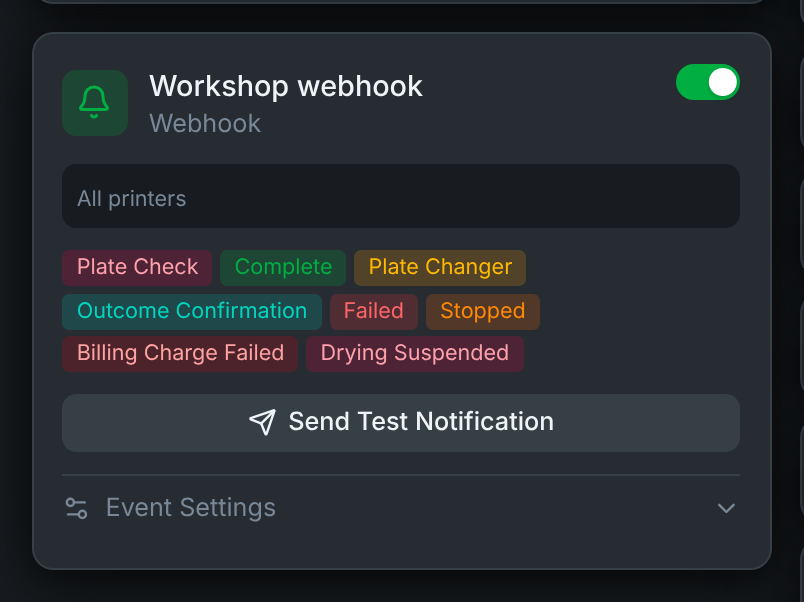 Workshop webhook
Webhook
All printers
Plate Check Complete Plate Changer
Outcome Confirmation Failed Stopped
Billing Charge Failed Drying Suspended
Send Test Notification
Event Settings